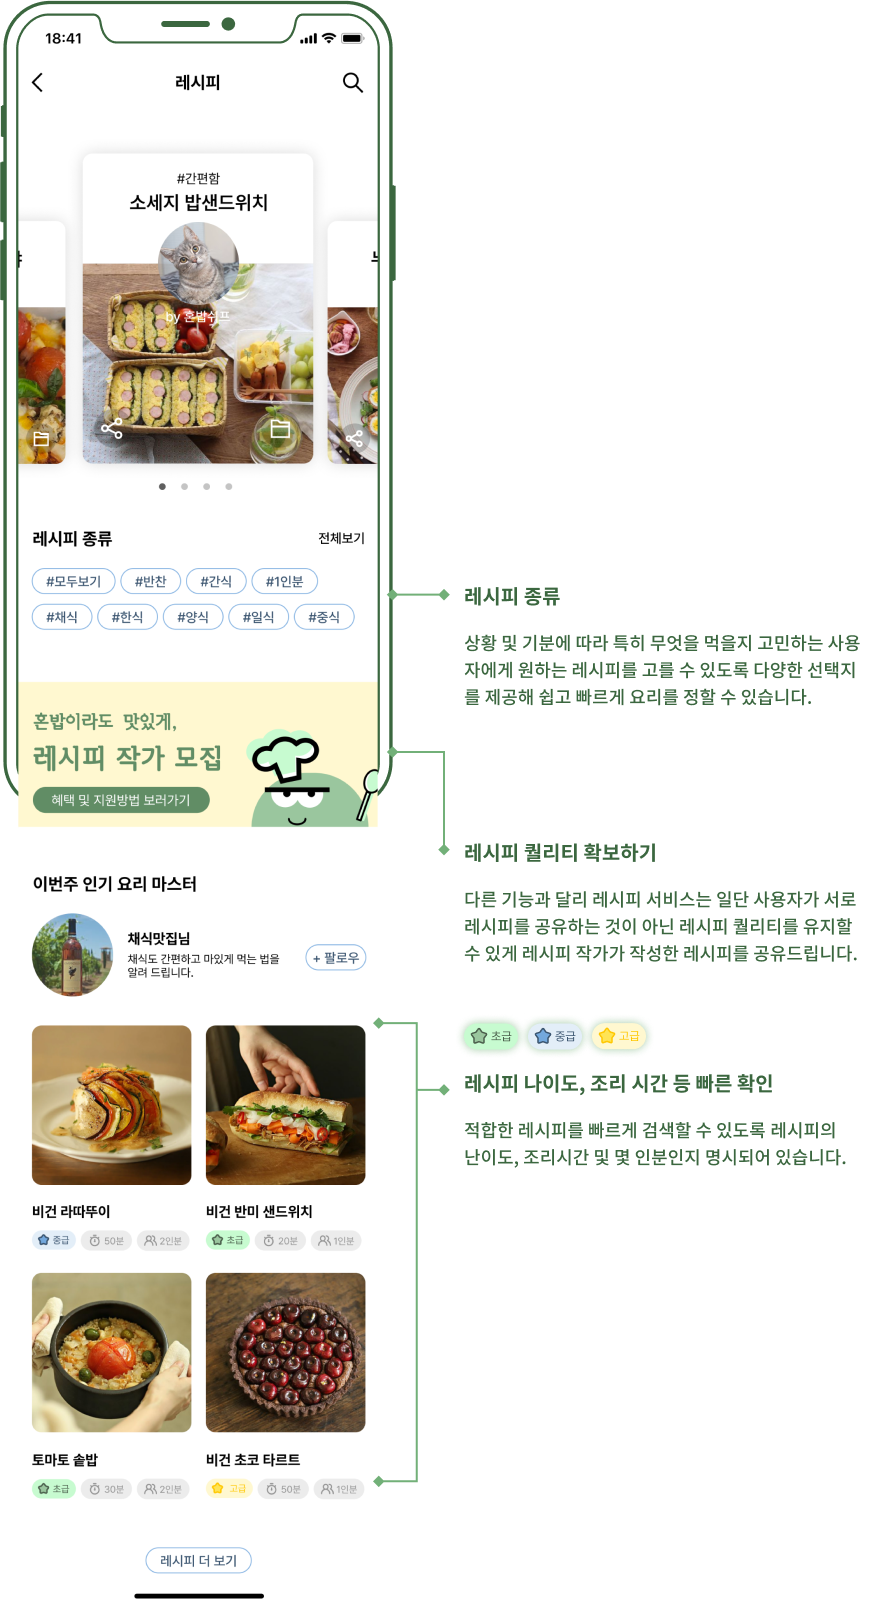 18:41
레시피
#간편함
소세지 밥샌드위치
by 혼밥쉬프
레시피 종류
전체보기
#모두보기
#반찬
#간식
#1인분
#채식
#한식
#양식
#일식
#중식
혼밥이라도 맛있게,
레시피 작가 모집
혜택 및 지원방법 보러가기
이번주 인기 요리 마스터
채식맛집님
채식도 간편하고 마있게 먹는 법을
알려 드립니다.
+ 팔로우
비건 라따뚜이
중급
50분
2인분
비건 반미 샌드위치
초급
20분
1인분
토마토 솥밥
초급
30분
2인분
비건 초코 타르트
고급
50분
1인분
레시피 더 보기
레시피 종류
상황 및 기분에 따라 특히 무엇을 먹을지 고민하는 사용
자에게 원하는 레시피를 고를 수 있도록 다양한 선택지
를 제공해 쉽고 빠르게 요리를 정할 수 있습니다.
레시피 퀄리티 확보하기
다른 기능과 달리 레시피 서비스는 일단 사용자가 서로
레시피를 공유하는 것이 아닌 레시피 퀄리티를 유지할
수 있게 레시피 작가가 작성한 레시피를 공유드립니다.
초급
중급
고급
레시피 나이도, 조리 시간 등 빠른 확인
적합한 레시피를 빠르게 검색할 수 있도록 레시피의
난이도, 조리시간 및 몇 인분인지 명시되어 있습니다.